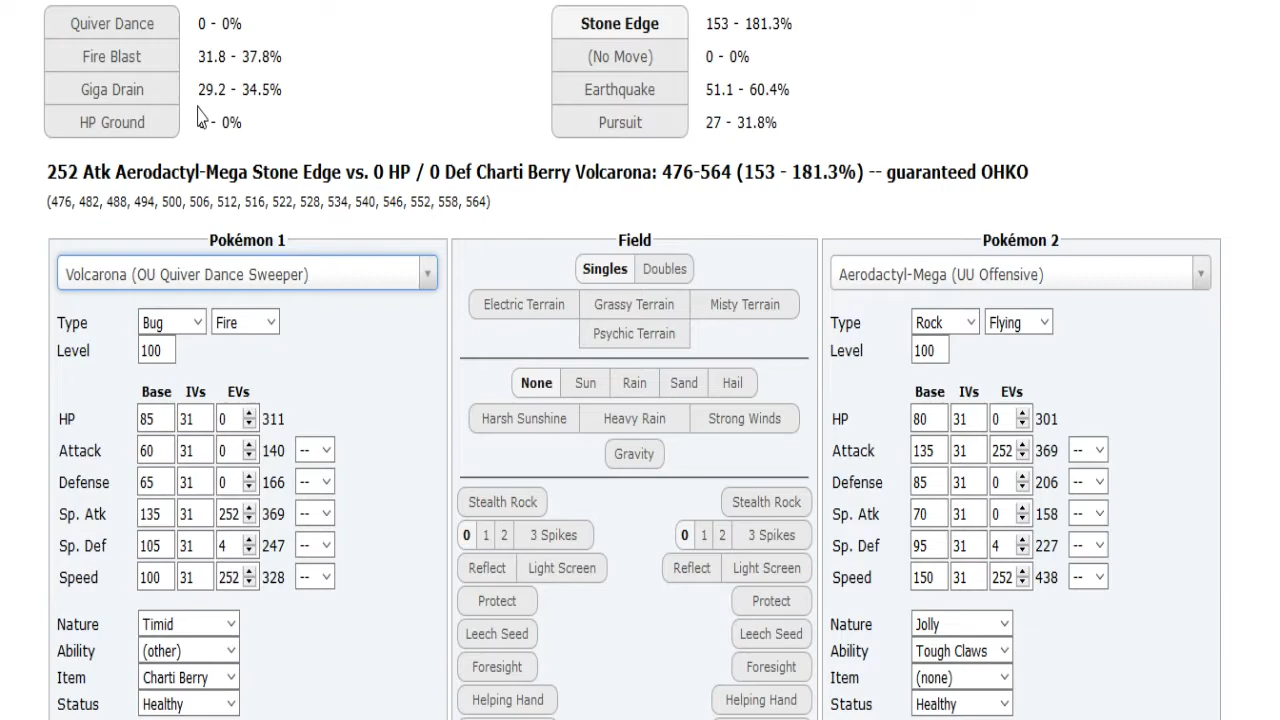 Quiver Dance 0 - 0% Stone Edge 153 - 181.3%
Fire Blast 31.8 - 37.8% (No Move) 0 - 0%
Giga Drain 29.2 - 34.5% Earthquake 51.1 - 60.4%
HP Ground - 0% Pursuit 27 - 31.8%
252 Atk Aerodactyl-Mega Stone Edge vs. 0 HP / 0 Def Charti Berry Volcarona: 476-564 (153 - 181.3%) -- guaranteed OHKO
(476, 482, 488, 494, 500, 506, 512, 516, 522, 528, 534, 540, 546, 552, 558, 564)
Pokémon 1
Volcarona (OU Quiver Dance Sweeper)
Type Bug Fire
Level 100
Base IVs EVs
HP 85 31 0 311
Attack 60 31 0 140 --
Defense 65 31 0 166 --
Sp. Atk 135 31 252 369 --
Sp. Def 105 31 4 247 --
Speed 100 31 252 328 --
Nature Timid
Ability (other)
Item Charti Berry
Status Healthy
Field
Singles Doubles
Electric Terrain Grassy Terrain Misty Terrain
Psychic Terrain
None Sun Rain Sand Hail
Harsh Sunshine Heavy Rain Strong Winds
Gravity
Stealth Rock Stealth Rock
0 1 2 3 Spikes 0 1 2 3 Spikes
Reflect Light Screen Reflect Light Screen
Protect Protect
Leech Seed Leech Seed
Foresight Foresight
Helping Hand Helping Hand
Pokémon 2
Aerodactyl-Mega (UU Offensive)
Type Rock Flying
Level 100
Base IVs EVs
HP 80 31 0 301
Attack 135 31 252 369 --
Defense 85 31 0 206 --
Sp. Atk 70 31 0 158 --
Sp. Def 95 31 4 227 --
Speed 150 31 252 438 --
Nature Jolly
Ability Tough Claws
Item (none)
Status Healthy